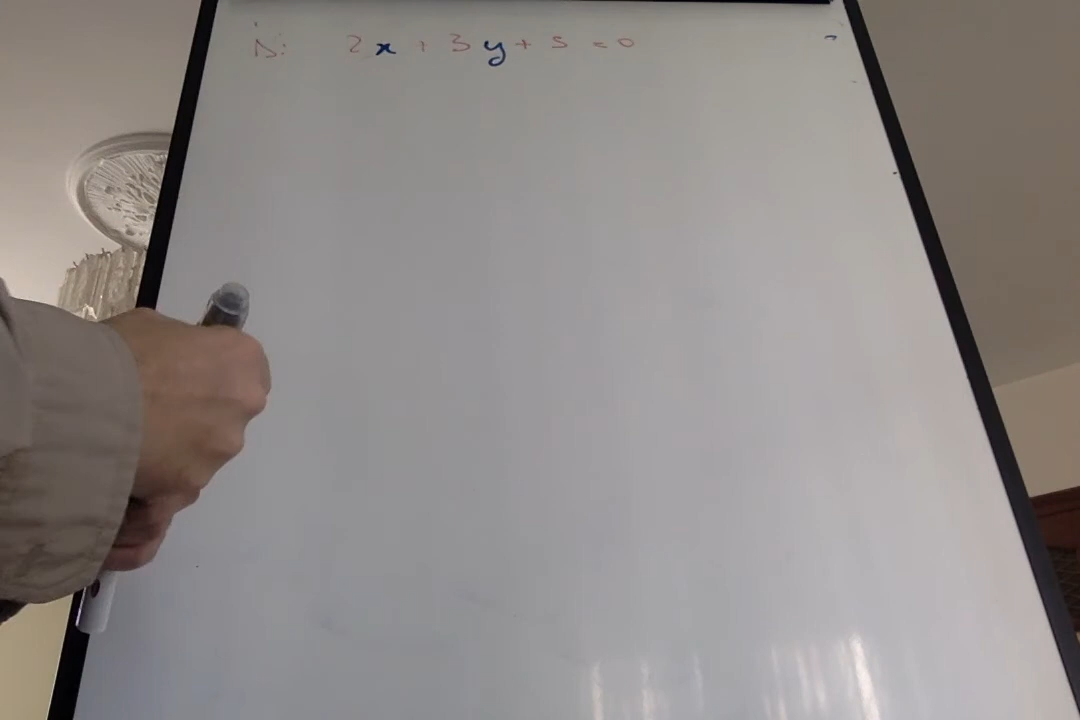 D: 2x + 3y + 5 = 0